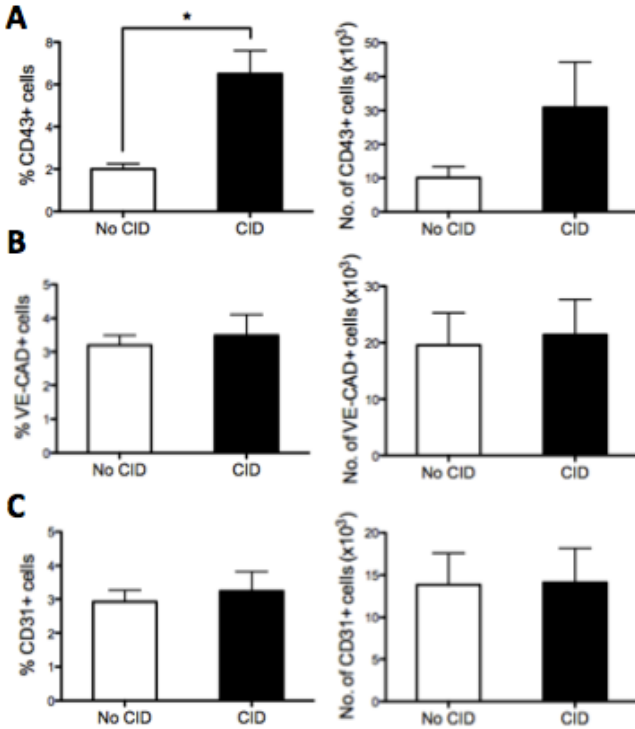 A
*
% CD43+ cells
8
6
4
2
0
No CID
CID
No. of CD43+ cells (x10³)
50
40
30
20
10
0
No CID
CID
B
% VE-CAD+ cells
5
4
3
2
1
0
No CID
CID
No. of VE-CAD+ cells (x10³)
30
20
10
0
No CID
CID
C
% CD31+ cells
5
4
3
2
1
0
No CID
CID
No. of CD31+ cells (x10³)
20
15
10
5
0
No CID
CID